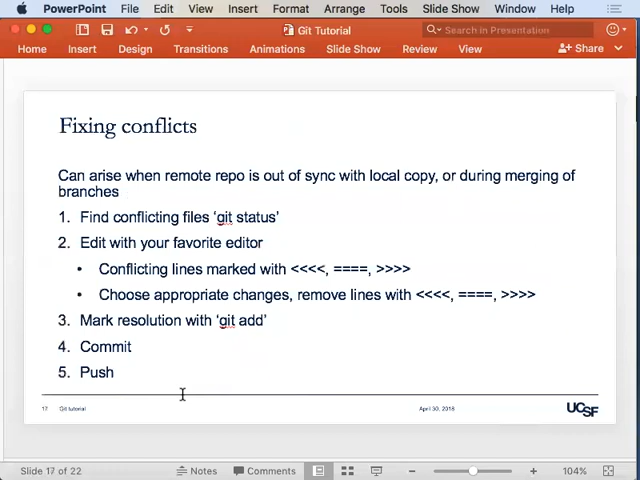 PowerPoint File Edit View Insert Format Arrange Tools Slide Show Window Help
Git Tutorial
Search in Presentation
Home Insert Design Transitions Animations Slide Show Review View Share
Fixing conflicts
Can arise when remote repo is out of sync with local copy, or during merging of
branches
1. Find conflicting files ‘git status’
2. Edit with your favorite editor
• Conflicting lines marked with <<<<, ====, >>>>
• Choose appropriate changes, remove lines with <<<<, ====, >>>>
3. Mark resolution with ‘git add’
4. Commit
5. Push
17 Git tutorial April 30, 2018 UCSF
Slide 17 of 22 Notes Comments 104%